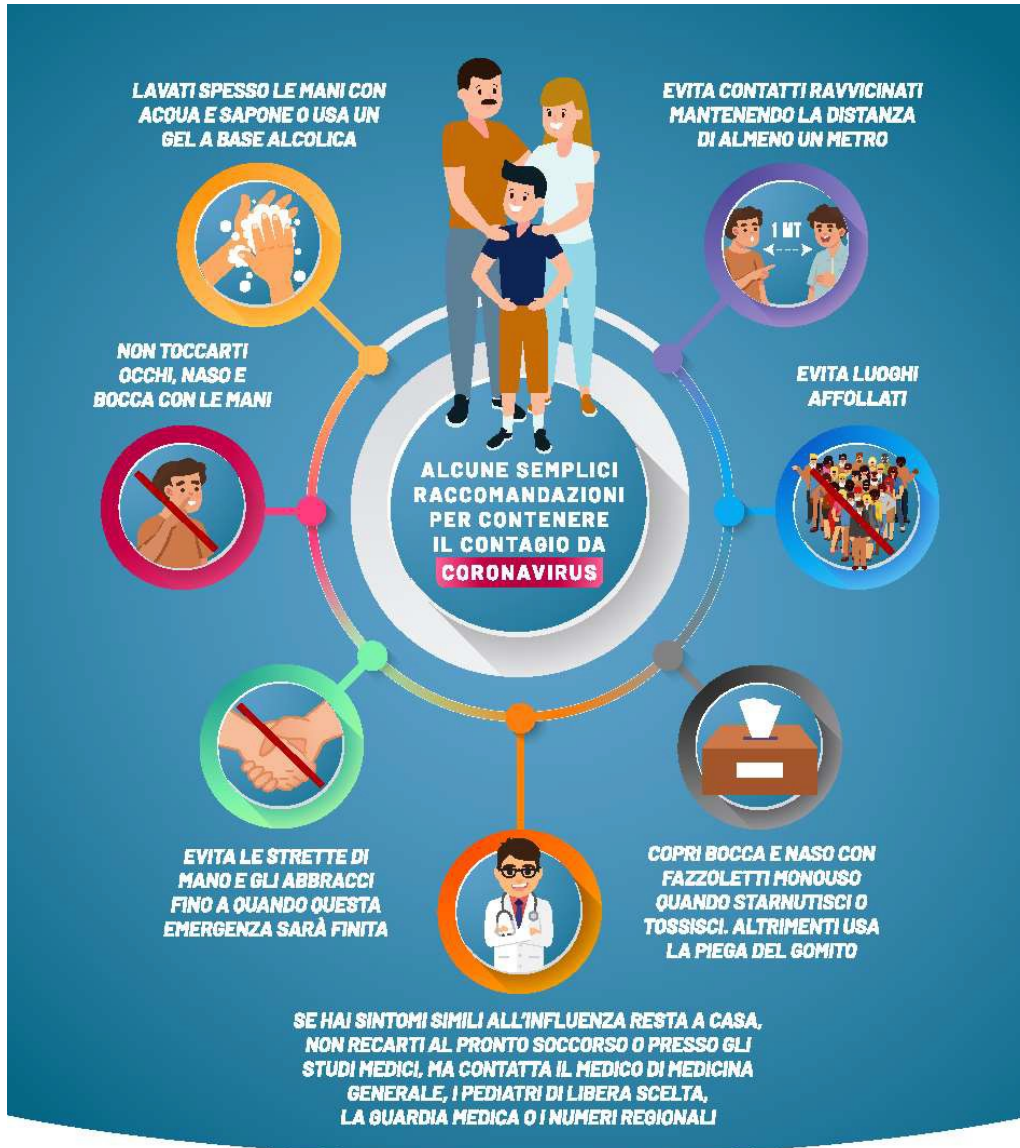 LAVATI SPESSO LE MANI CON
ACQUA E SAPONE O USA UN
GEL A BASE ALCOLICA
EVITA CONTATTI RAVVICINATI
MANTENENDO LA DISTANZA
DI ALMENO UN METRO
1 MT
NON TOCCARTI
OCCHI, NASO E
BOCCA CON LE MANI
EVITA LUOGHI
AFFOLLATI
ALCUNE SEMPLICI
RACCOMANDAZIONI
PER CONTENERE
IL CONTAGIO DA
CORONAVIRUS
EVITA LE STRETTE DI
MANO E GLI ABBRACCI
FINO A QUANDO QUESTA
EMERGENZA SARÀ FINITA
COPRI BOCCA E NASO CON
FAZZOLETTI MONOUSO
QUANDO STARNUTISCI O
TOSSISCI. ALTRIMENTI USA
LA PIEGA DEL GOMITO
SE HAI SINTOMI SIMILI ALL'INFLUENZA RESTA A CASA,
NON RECARTI AL PRONTO SOCCORSO O PRESSO GLI
STUDI MEDICI, MA CONTATTA IL MEDICO DI MEDICINA
GENERALE, I PEDIATRI DI LIBERA SCELTA,
LA GUARDIA MEDICA O I NUMERI REGIONALI